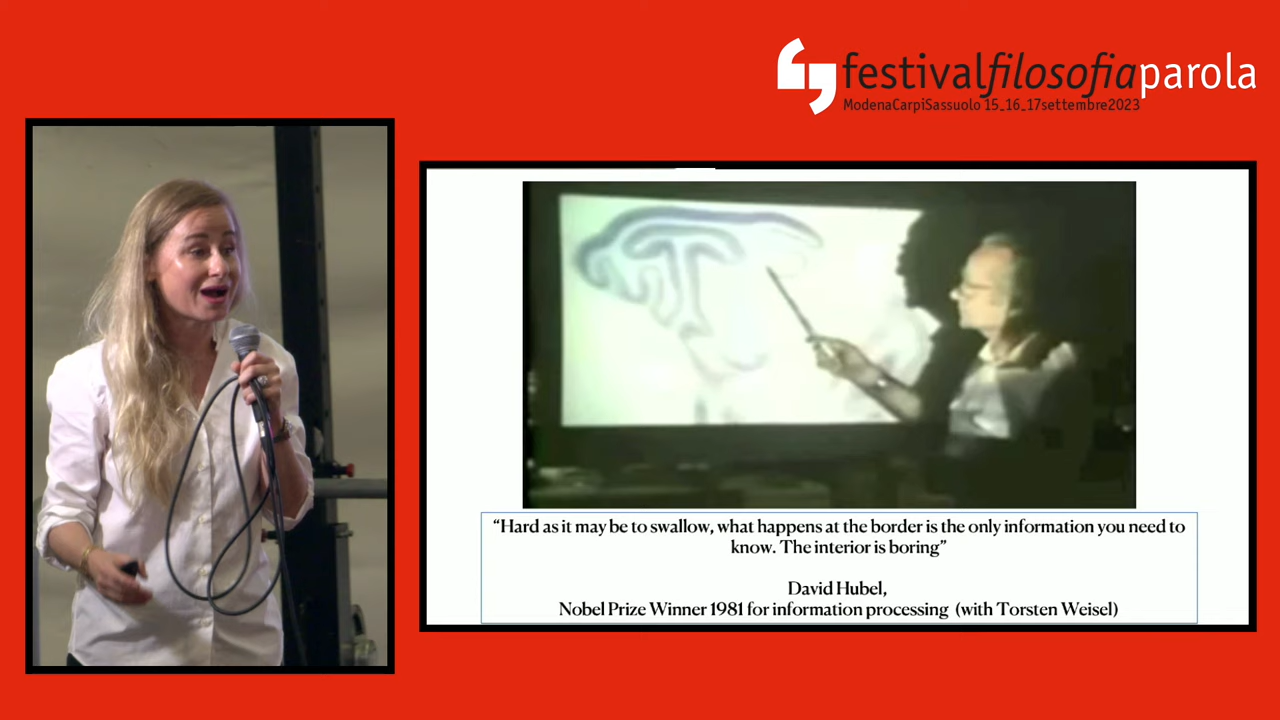 festivalfilosofiaparola
ModenaCarpiSassuolo 15_16_17settembre2023
“Hard as it may be to swallow, what happens at the border is the only information you need to
know. The interior is boring”
David Hubel,
Nobel Prize Winner 1981 for information processing (with Torsten Weisel)